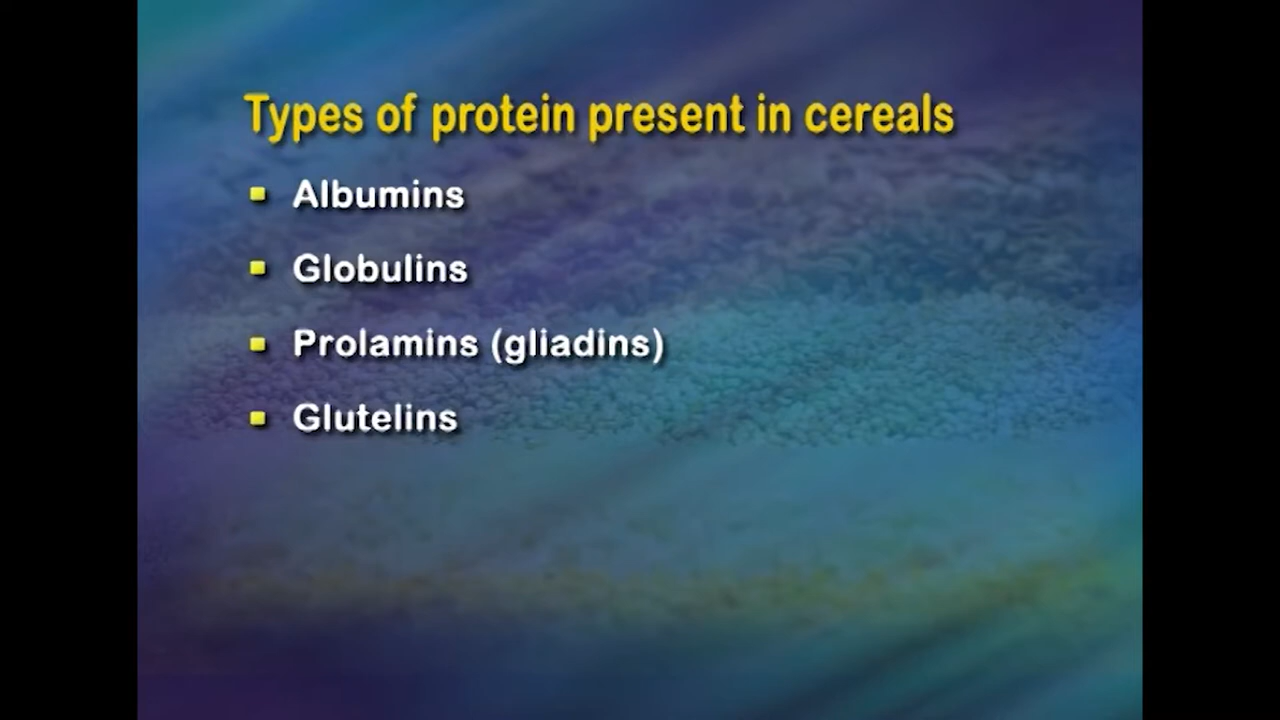 Types of protein present in cereals
Albumins
Globulins
Prolamins (gliadins)
Glutelins